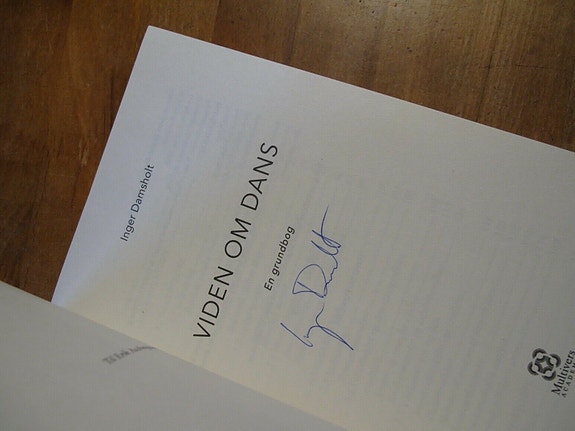 Inger Damsholt
VIDEN OM DANS
En grundbog
Multivers